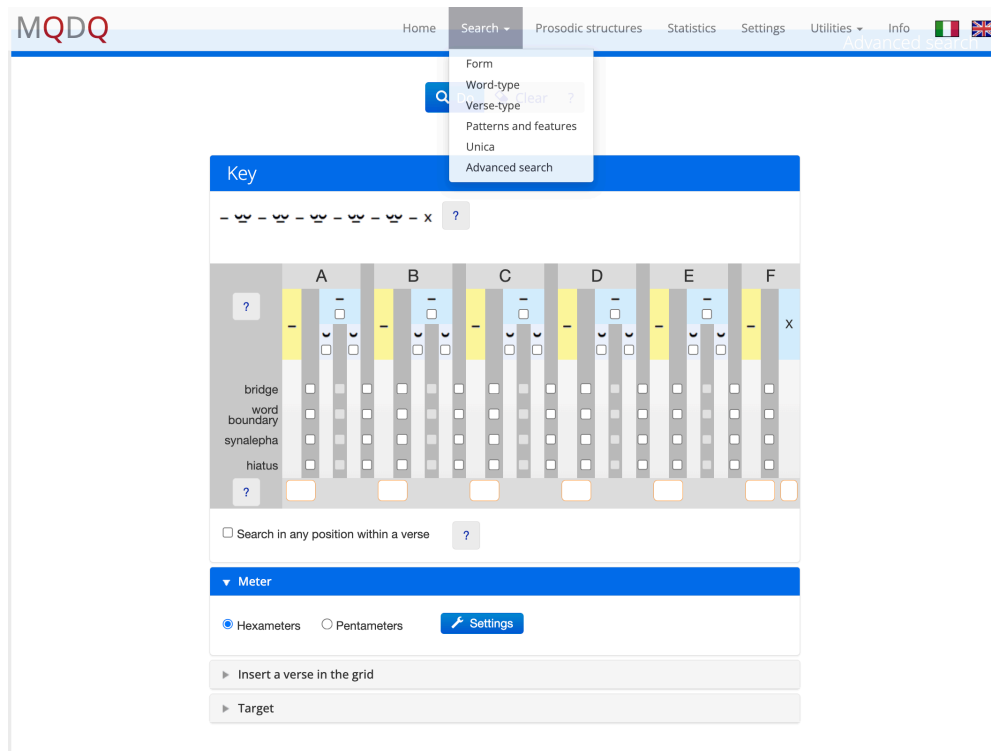 MQDQ
Home Search Prosodic structures Statistics Settings Utilities Info
Advanced search
Form
Word-type
Verse-type
Patterns and features
Unica
Advanced search
Clear ?
Key
– ⏕ – ⏕ – ⏕ – ⏕ – ⏕ – x ?
A B C D E F
?
– – – – – – – – – – – x
⏑ ⏑ ⏑ ⏑ ⏑ ⏑ ⏑ ⏑ ⏑ ⏑
bridge
word
boundary
synalepha
hiatus
?
Search in any position within a verse ?
Meter
Hexameters Pentameters Settings
Insert a verse in the grid
Target